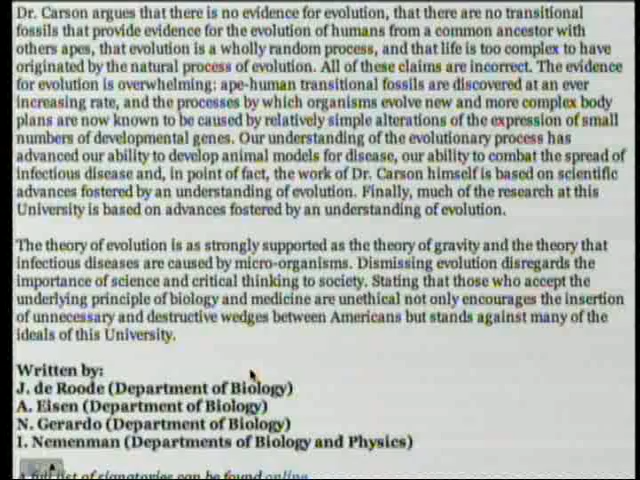 Dr. Carson argues that there is no evidence for evolution, that there are no transitional
fossils that provide evidence for the evolution of humans from a common ancestor with
others apes, that evolution is a wholly random process, and that life is too complex to have
originated by the natural process of evolution. All of these claims are incorrect. The evidence
for evolution is overwhelming: ape-human transitional fossils are discovered at an ever
increasing rate, and the processes by which organisms evolve new and more complex body
plans are now known to be caused by relatively simple alterations of the expression of small
numbers of developmental genes. Our understanding of the evolutionary process has
advanced our ability to develop animal models for disease, our ability to combat the spread of
infectious disease and, in point of fact, the work of Dr. Carson himself is based on scientific
advances fostered by an understanding of evolution. Finally, much of the research at this
University is based on advances fostered by an understanding of evolution.
The theory of evolution is as strongly supported as the theory of gravity and the theory that
infectious diseases are caused by micro-organisms. Dismissing evolution disregards the
importance of science and critical thinking to society. Stating that those who accept the
underlying principle of biology and medicine are unethical not only encourages the insertion
of unnecessary and destructive wedges between Americans but stands against many of the
ideals of this University.
Written by:
J. de Roode (Department of Biology)
A. Eisen (Department of Biology)
N. Gerardo (Department of Biology)
I. Nemenman (Departments of Biology and Physics)
full list of signatories can be found online